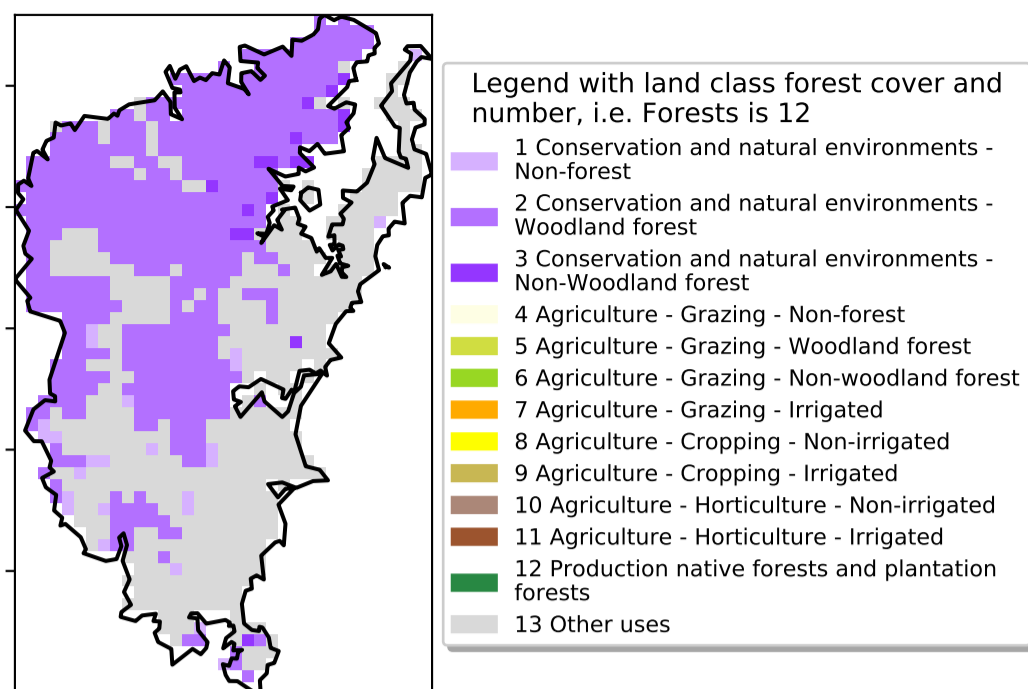 Legend with land class forest cover and
number, i.e. Forests is 12
1 Conservation and natural environments -
Non-forest
2 Conservation and natural environments -
Woodland forest
3 Conservation and natural environments -
Non-Woodland forest
4 Agriculture - Grazing - Non-forest
5 Agriculture - Grazing - Woodland forest
6 Agriculture - Grazing - Non-woodland forest
7 Agriculture - Grazing - Irrigated
8 Agriculture - Cropping - Non-irrigated
9 Agriculture - Cropping - Irrigated
10 Agriculture - Horticulture - Non-irrigated
11 Agriculture - Horticulture - Irrigated
12 Production native forests and plantation
forests
13 Other uses